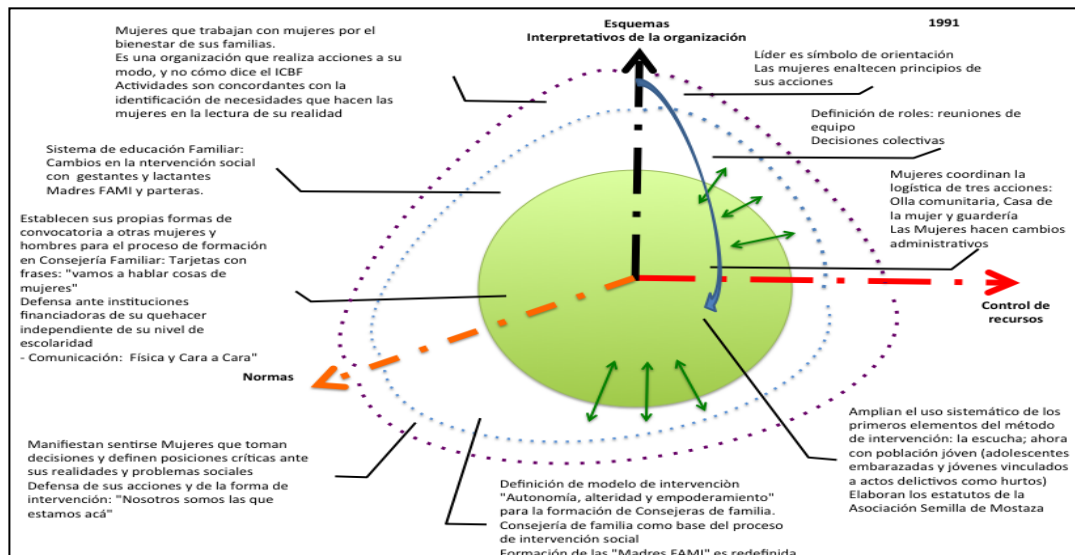 Esquemas
Interpretativos de la organización
1991
Mujeres que trabajan con mujeres por el
bienestar de sus familias.
Es una organización que realiza acciones a su
modo, y no cómo dice el ICBF
Actividades son concordantes con la
identificación de necesidades que hacen las
mujeres en la lectura de su realidad
Líder es símbolo de orientación
Las mujeres enaltecen principios de
sus acciones
Definición de roles: reuniones de
equipo
Decisiones colectivas
Sistema de educación Familiar:
Cambios en la ntervención social
con gestantes y lactantes
Madres FAMI y parteras.
Mujeres coordinan la
logística de tres acciones:
Olla comunitaria, Casa de
la mujer y guardería
Las Mujeres hacen cambios
administrativos
Establecen sus propias formas de
convocatoria a otras mujeres y
hombres para el proceso de formación
en Consejería Familiar: Tarjetas con
frases: "vamos a hablar cosas de
mujeres"
Defensa ante instituciones
financiadoras de su quehacer
independiente de su nivel de
escolaridad
- Comunicación: Física y Cara a Cara"
Control de
recursos
Normas
Manifiestan sentirse Mujeres que toman
decisiones y definen posiciones críticas ante
sus realidades y problemas sociales
Defensa de sus acciones y de la forma de
intervención: "Nosotros somos las que
estamos acá"
Definición de modelo de intervenciòn
"Autonomía, alteridad y empoderamiento"
para la formación de Consejeras de familia.
Consejería de familia como base del proceso
de intervención social
Formación de las "Madres FAMI" es redefinida
Amplian el uso sistemático de los
primeros elementos del método
de intervención: la escucha; ahora
con población jóven (adolescentes
embarazadas y jóvenes vinculados
a actos delictivos como hurtos)
Elaboran los estatutos de la
Asociación Semilla de Mostaza